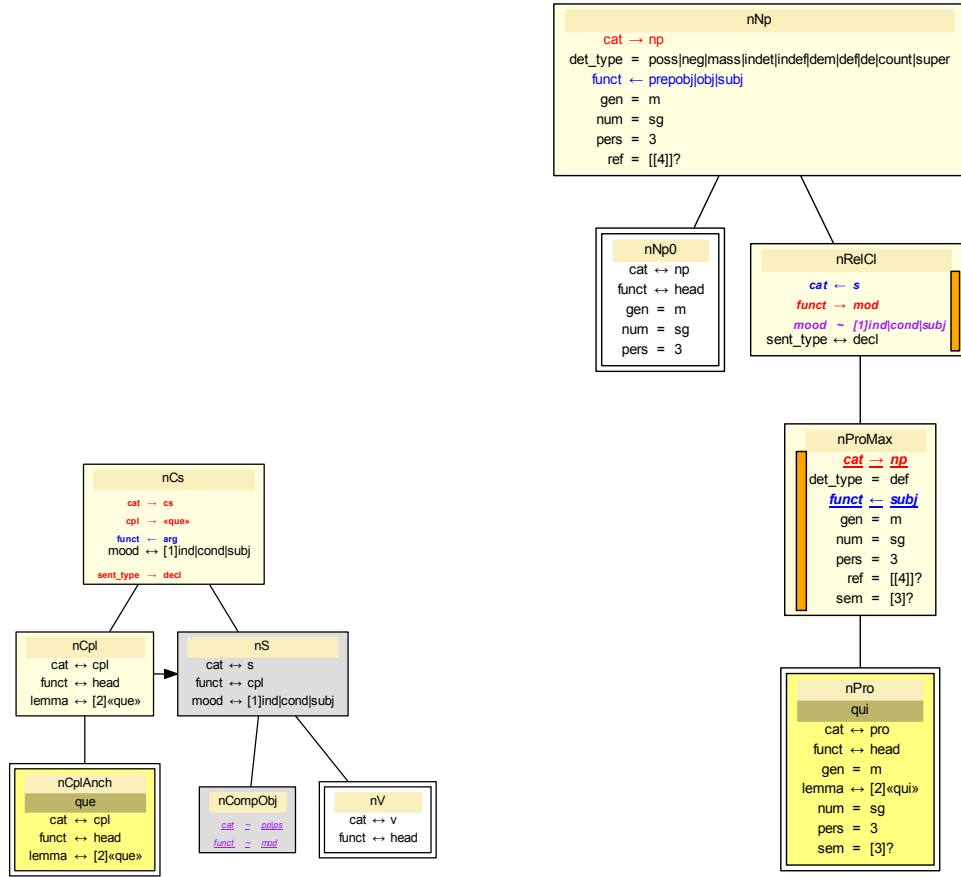 nNp
cat → np
det_type = poss|neg|mass|indet|indef|dem|def|de|count|super
funct ← prepobj|obj|subj
gen = m
num = sg
pers = 3
ref = [[4]]?
nNp0
cat ↔ np
funct ↔ head
gen = m
num = sg
pers = 3
nRelCl
cat ← s
funct → mod
mood ~ [1]ind|cond|subj
sent_type ↔ decl
nProMax
cat → np
det_type = def
funct ← subj
gen = m
num = sg
pers = 3
ref = [[4]]?
sem = [3]?
nCs
cat → cs
cpl → «que»
funct ← arg
mood ↔ [1]ind|cond|subj
sent_type → decl
nCpl
cat ↔ cpl
funct ↔ head
lemma ↔ [2]«que»
nS
cat ↔ s
funct ↔ cpl
mood ↔ [1]ind|cond|subj
nPro
qui
cat ↔ pro
funct ↔ head
gen = m
lemma ↔ [2]«qui»
num = sg
pers = 3
sem = [3]?
nCplAnch
que
cat ↔ cpl
funct ↔ head
lemma ↔ [2]«que»
nCompObj
cat ~ pp|ps
funct ~ mod
nV
cat ↔ v
funct ↔ head